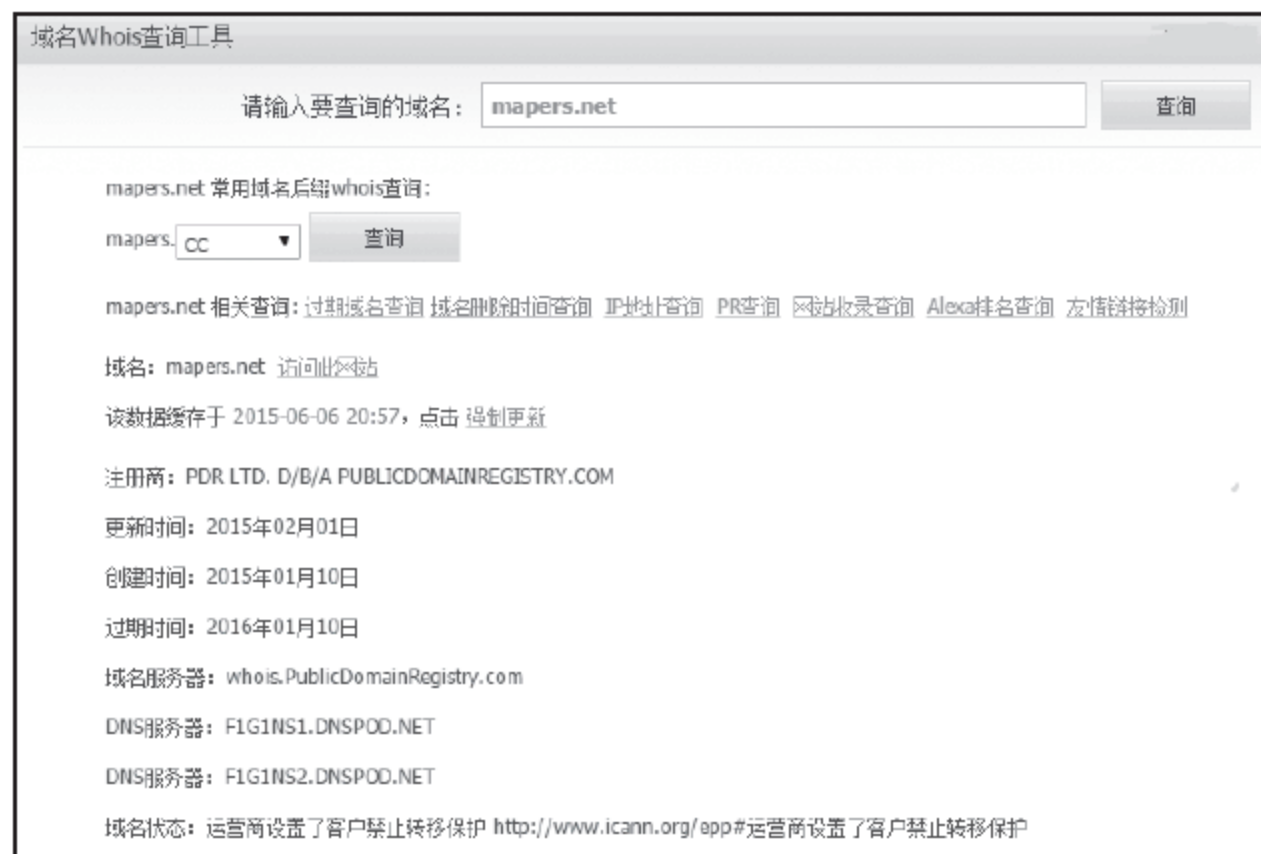 域名Whois查询工具
请输入要查询的域名： mapers.net 查询
mapers.net 常用域名后缀whois查询：
mapers. CC 查询
mapers.net 相关查询：过期域名查询 域名删除时间查询 IP地址查询 PR查询 网站收录查询 Alexa排名查询 友情链接检测
域名：mapers.net 访问此网站
该数据缓存于 2015-06-06 20:57，点击 强制更新
注册商：PDR LTD. D/B/A PUBLICDOMAINREGISTRY.COM
更新时间：2015年02月01日
创建时间：2015年01月10日
过期时间：2016年01月10日
域名服务器：whois.PublicDomainRegistry.com
DNS服务器：F1G1NS1.DNSPOD.NET
DNS服务器：F1G1NS2.DNSPOD.NET
域名状态：运营商设置了客户禁止转移保护 http://www.icann.org/epp#运营商设置了客户禁止转移保护